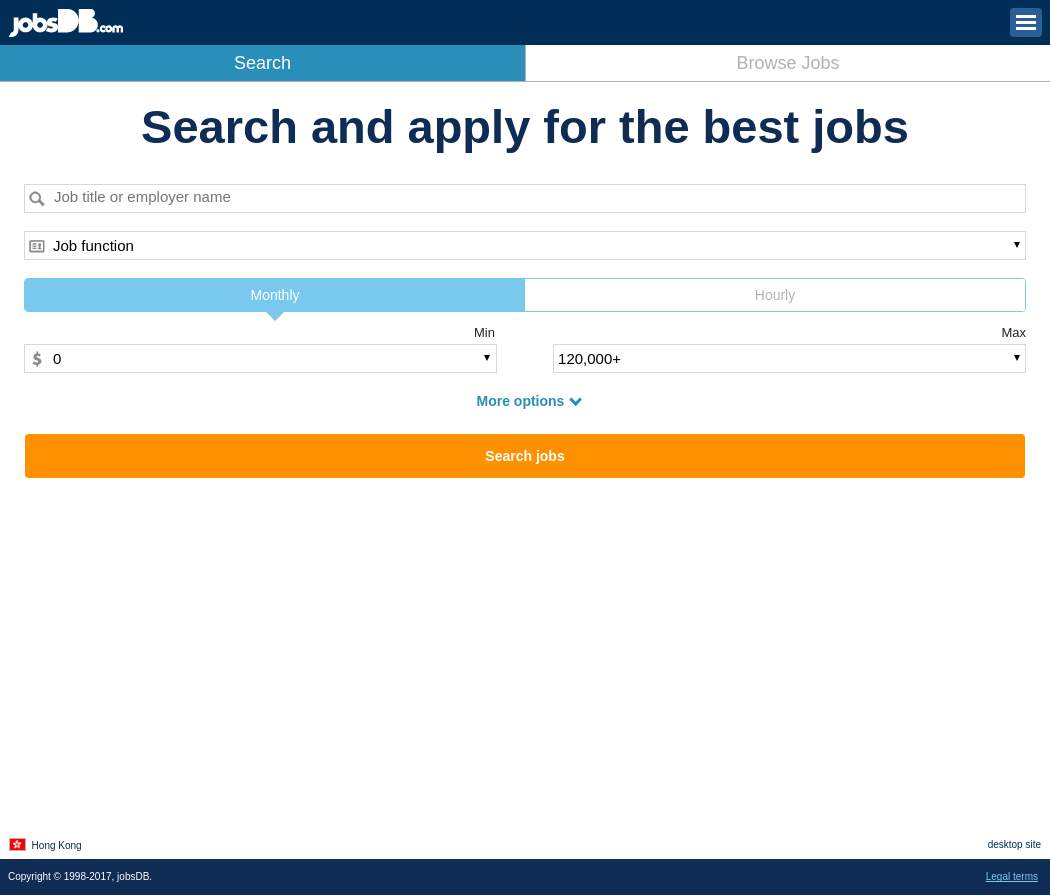 jobsDB.com
Search
Browse Jobs
Search and apply for the best jobs
Job title or employer name
Job function
Monthly
Hourly
Min
Max
$ 0
120,000+
More options
Search jobs
Hong Kong
desktop site
Copyright © 1998-2017, jobsDB.
Legal terms